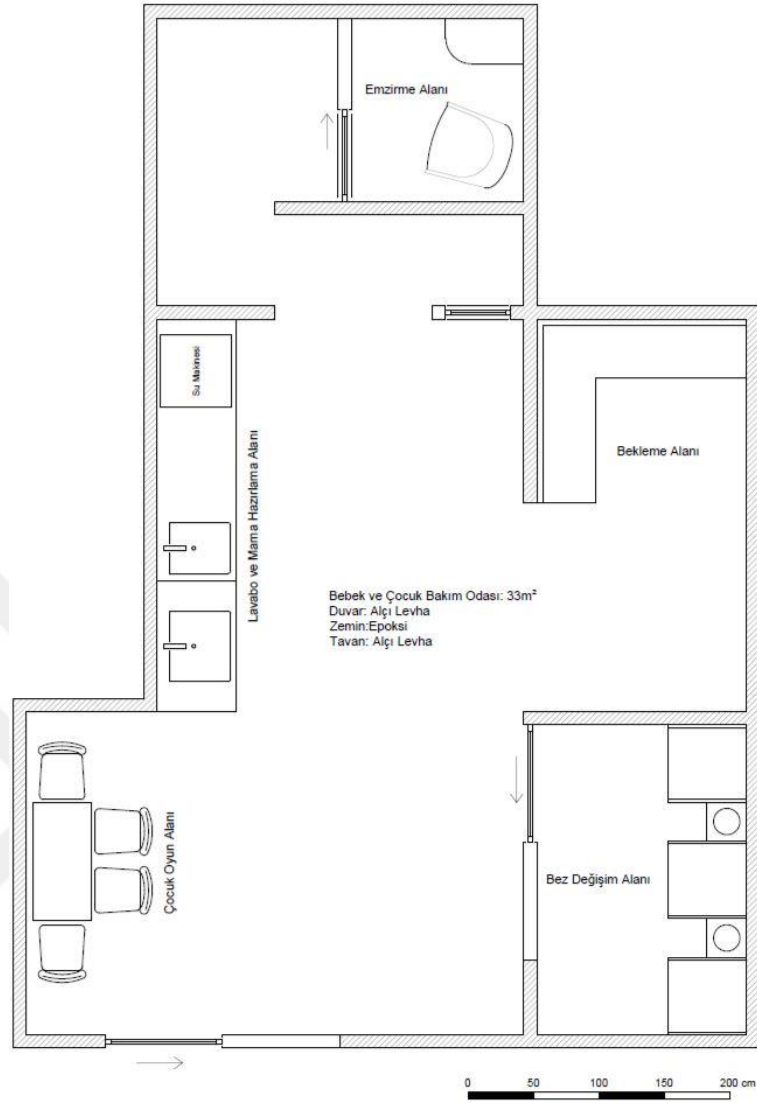 Emzirme Alanı
Su Makinesi
Lavabo ve Mama Hazırlama Alanı
Bekleme Alanı
Bebek ve Çocuk Bakım Odası: 33m²
Duvar: Alçı Levha
Zemin:Epoksi
Tavan: Alçı Levha
Çocuk Oyun Alanı
Bez Değişim Alanı
0 50 100 150 200 cm